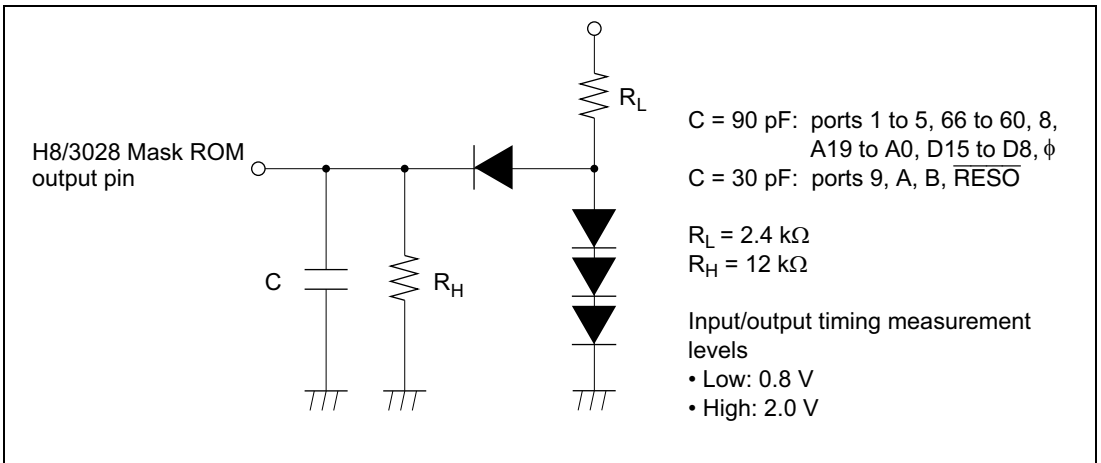 R_L
H8/3028 Mask ROM
output pin
C
R_H
C = 90 pF: ports 1 to 5, 66 to 60, 8,
A19 to A0, D15 to D8, ϕ
C = 30 pF: ports 9, A, B, R̅E̅S̅O̅
R_L = 2.4 kΩ
R_H = 12 kΩ
Input/output timing measurement
levels
• Low: 0.8 V
• High: 2.0 V